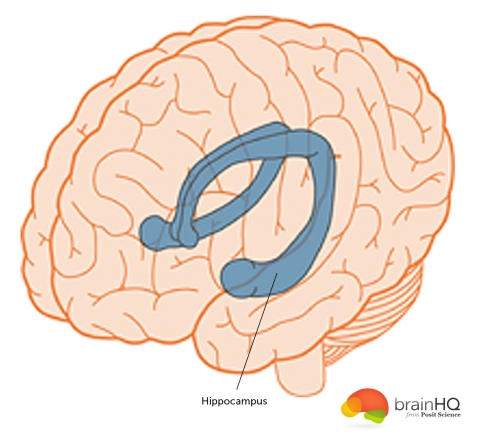 Hippocampus
brainHQ
from Posit Science